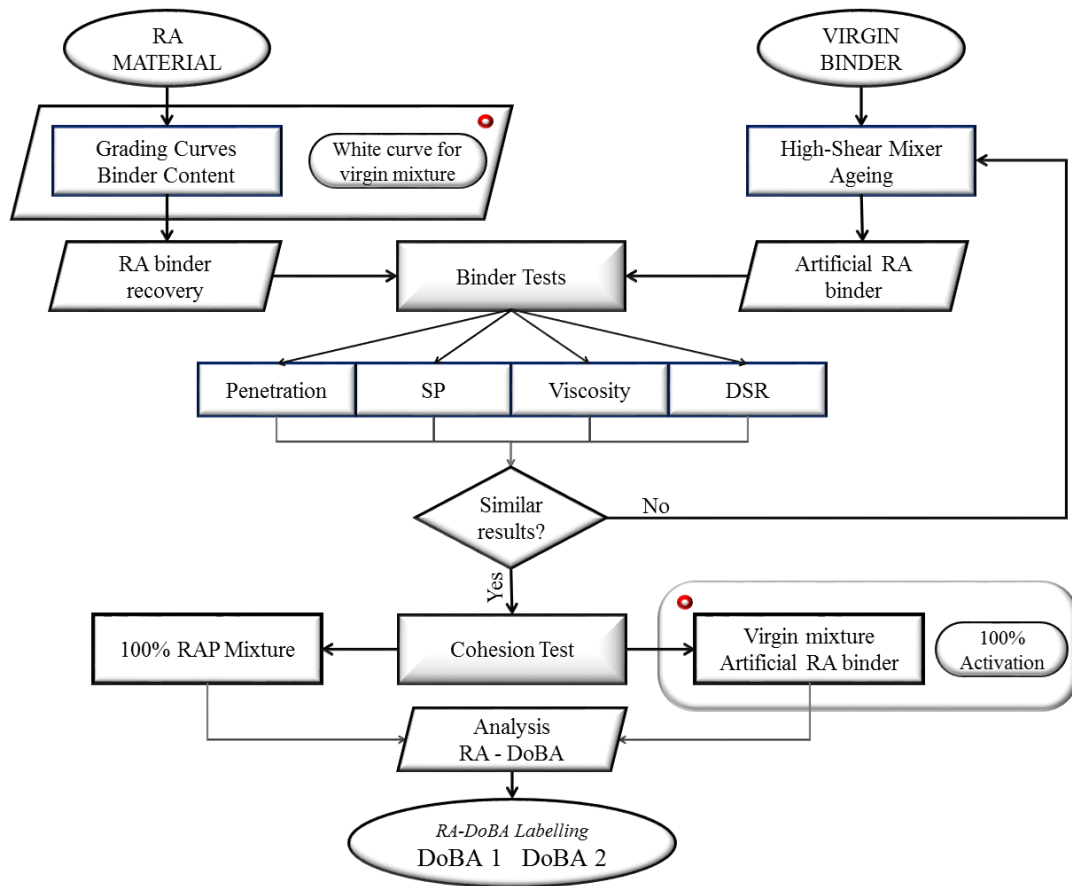 RA
MATERIAL
VIRGIN
BINDER
Grading Curves
Binder Content
White curve for
virgin mixture
High-Shear Mixer
Ageing
RA binder
recovery
Binder Tests
Artificial RA
binder
Penetration
SP
Viscosity
DSR
Similar
results?
No
Yes
100% RAP Mixture
Cohesion Test
Virgin mixture
Artificial RA binder
100%
Activation
Analysis
RA - DoBA
RA-DoBA Labelling
DoBA 1 DoBA 2